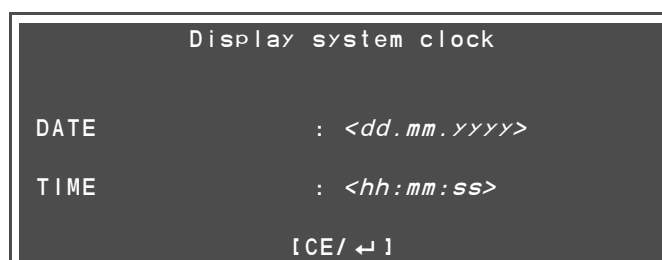 Display system clock
DATE : <dd.mm.yyyy>
TIME : <hh:mm:ss>
[CE/↵]